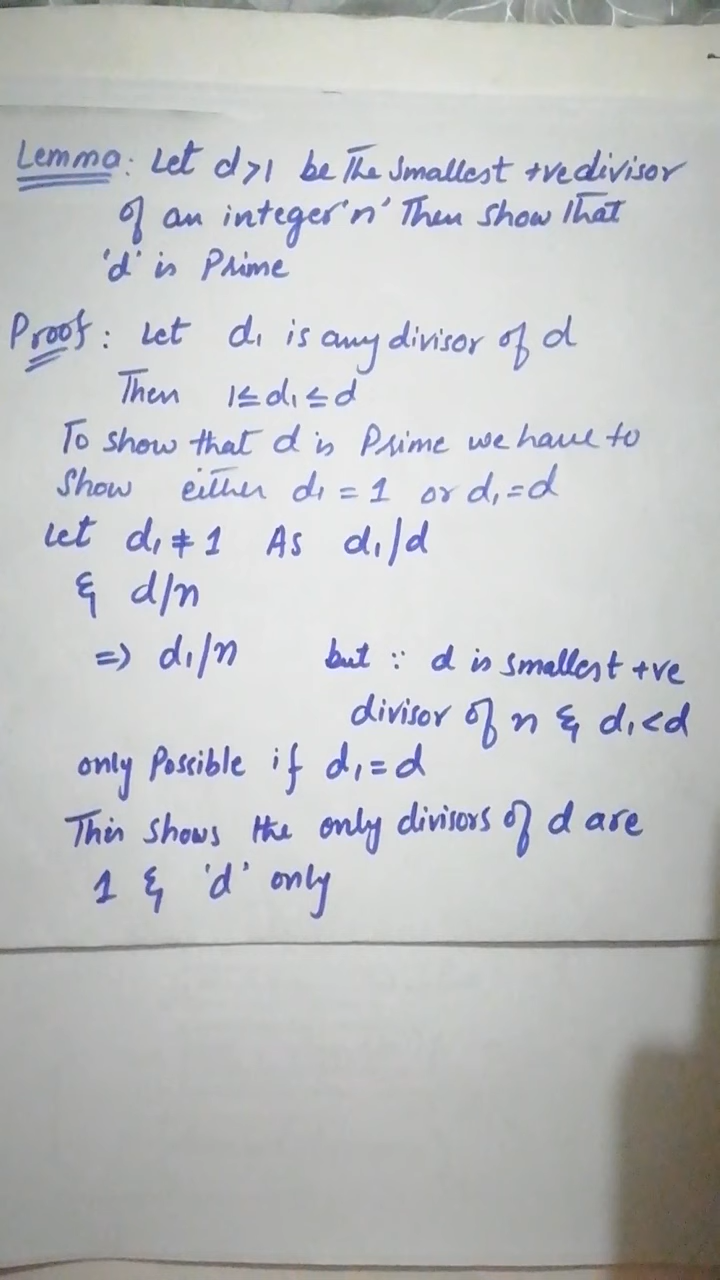 Lemma: Let d>1 be The Smallest +ve divisor
of an integer 'n' Then Show That
'd' is Prime
Proof: Let d₁ is any divisor of d
Then 1≤d₁≤d
To show that d is Prime we have to
Show either d₁ = 1 or d₁=d
Let d₁ ≠ 1 As d₁/d
& d/n
=> d₁/n but ∵ d is smallest +ve
divisor of n & d₁<d
only Possible if d₁=d
This shows the only divisors of d are
1 & 'd' only